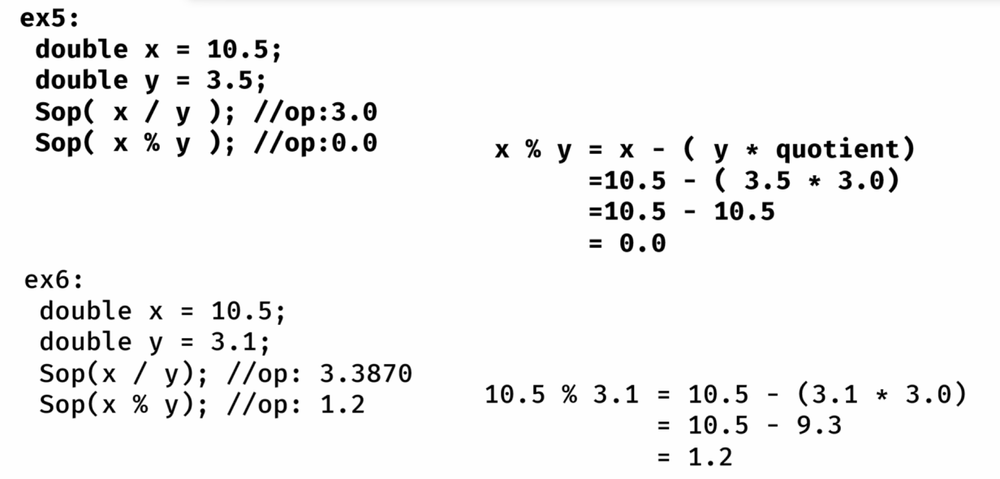 ex5:
double x = 10.5;
double y = 3.5;
Sop( x / y ); //op:3.0
Sop( x % y ); //op:0.0
x % y = x - ( y * quotient)
=10.5 - ( 3.5 * 3.0)
=10.5 - 10.5
= 0.0
ex6:
double x = 10.5;
double y = 3.1;
Sop(x / y); //op: 3.3870
Sop(x % y); //op: 1.2
10.5 % 3.1 = 10.5 - (3.1 * 3.0)
= 10.5 - 9.3
= 1.2